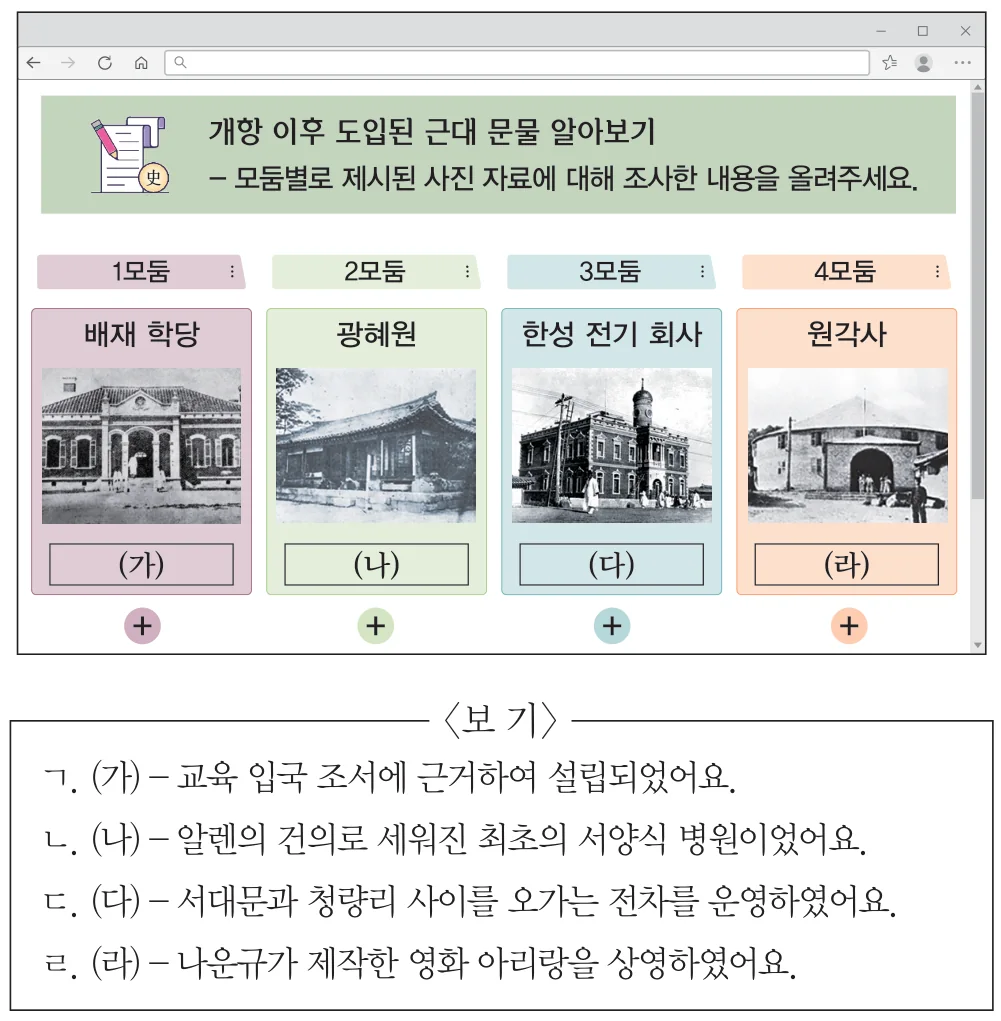 개항 이후 도입된 근대 문물 알아보기
史
– 모둠별로 제시된 사진 자료에 대해 조사한 내용을 올려주세요.
1모둠
2모둠
3모둠
4모둠
배재 학당
광혜원
한성 전기 회사
원각사
(가)
(나)
(다)
(라)
〈보 기〉
ㄱ. (가) – 교육 입국 조서에 근거하여 설립되었어요.
ㄴ. (나) – 알렌의 건의로 세워진 최초의 서양식 병원이었어요.
ㄷ. (다) – 서대문과 청량리 사이를 오가는 전차를 운영하였어요.
ㄹ. (라) – 나운규가 제작한 영화 아리랑을 상영하였어요.